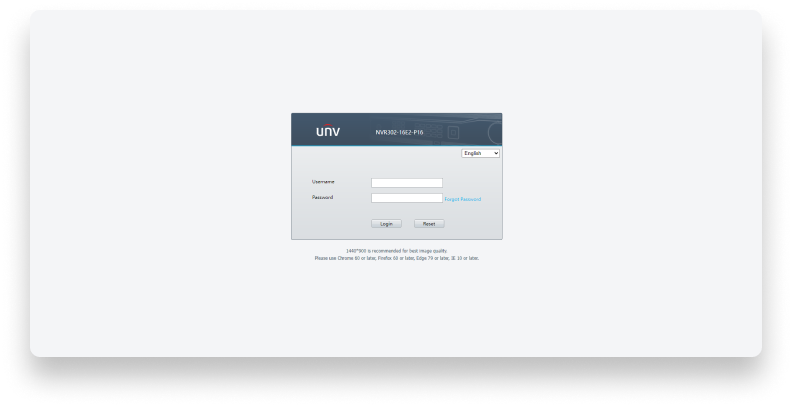 unv
NVR302-16E2-P16
English
Username
Password
Forgot Password
Login
Reset
1440*900 is recommended for best image quality.
Please use Chrome 60 or later, Firefox 60 or later, Edge 79 or later, IE 10 or later.